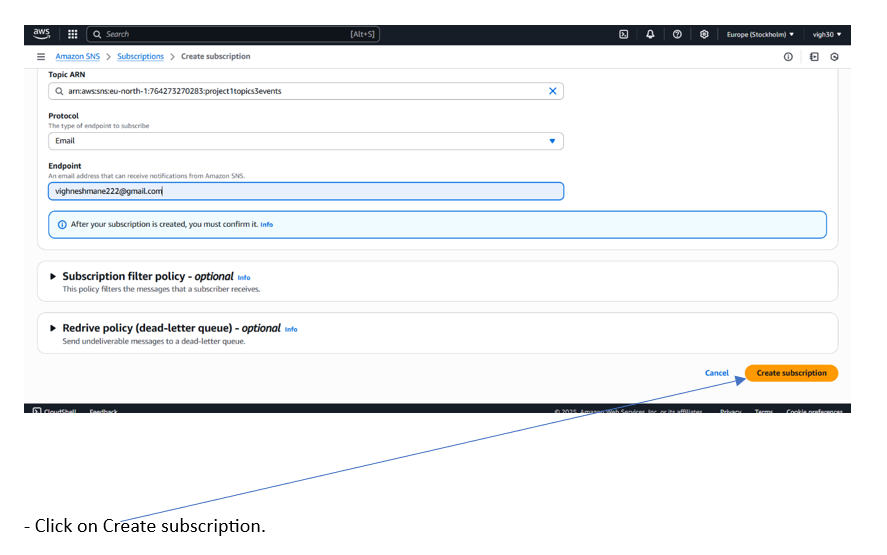 aws Search [Alt+S] Europe (Stockholm) ▼ vigh30 ▼
Amazon SNS > Subscriptions > Create subscription
Topic ARN
arn:aws:sns:eu-north-1:764273270283:project1topics3events
Protocol
The type of endpoint to subscribe
Email
Endpoint
An email address that can receive notifications from Amazon SNS.
vighneshmane222@gmail.com
After your subscription is created, you must confirm it. Info
Subscription filter policy - optional Info
This policy filters the messages that a subscriber receives.
Redrive policy (dead-letter queue) - optional Info
Send undeliverable messages to a dead-letter queue.
Cancel Create subscription
CloudShell Feedback © 2025, Amazon Web Services, Inc. or its affiliates. Privacy Terms Cookie preferences
- Click on Create subscription.